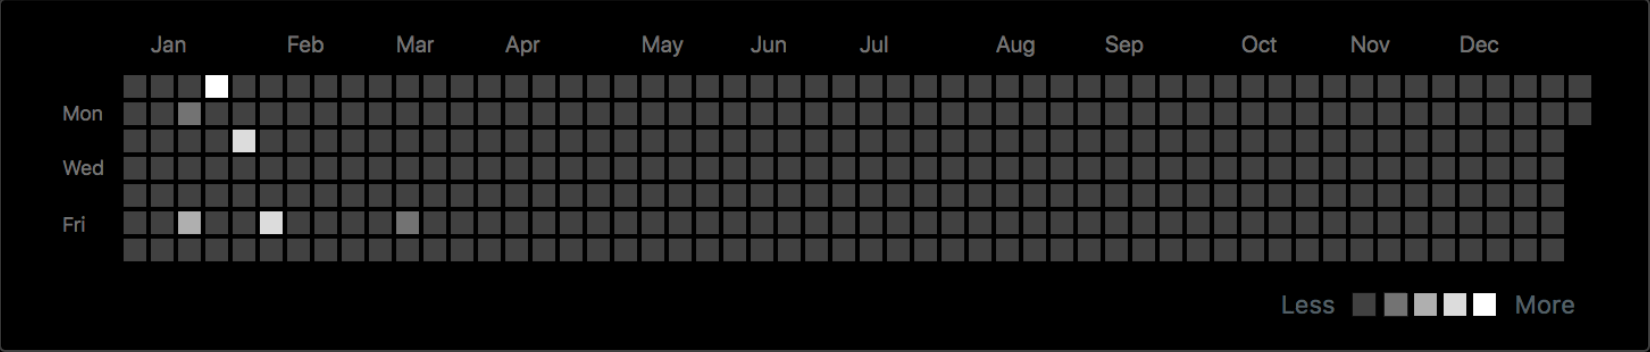 Jan Feb Mar Apr May Jun Jul Aug Sep Oct Nov Dec
Mon
Wed
Fri
Less More